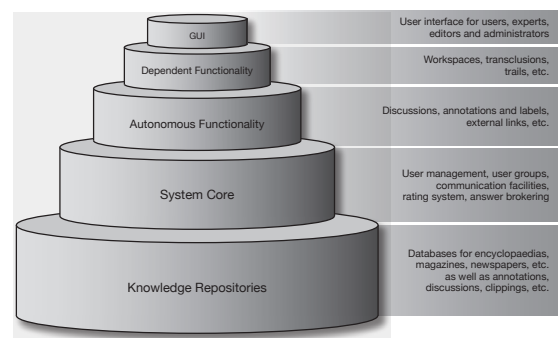 GUI
User interface for users, experts,
editors and administrators
Dependent Functionality
Workspaces, transclusions,
trails, etc.
Autonomous Functionality
Discussions, annotations and labels,
external links, etc.
System Core
User management, user groups,
communication facilities,
rating system, answer brokering
Knowledge Repositories
Databases for encyclopaedias,
magazines, newspapers, etc.
as well as annotations,
discussions, clippings, etc.